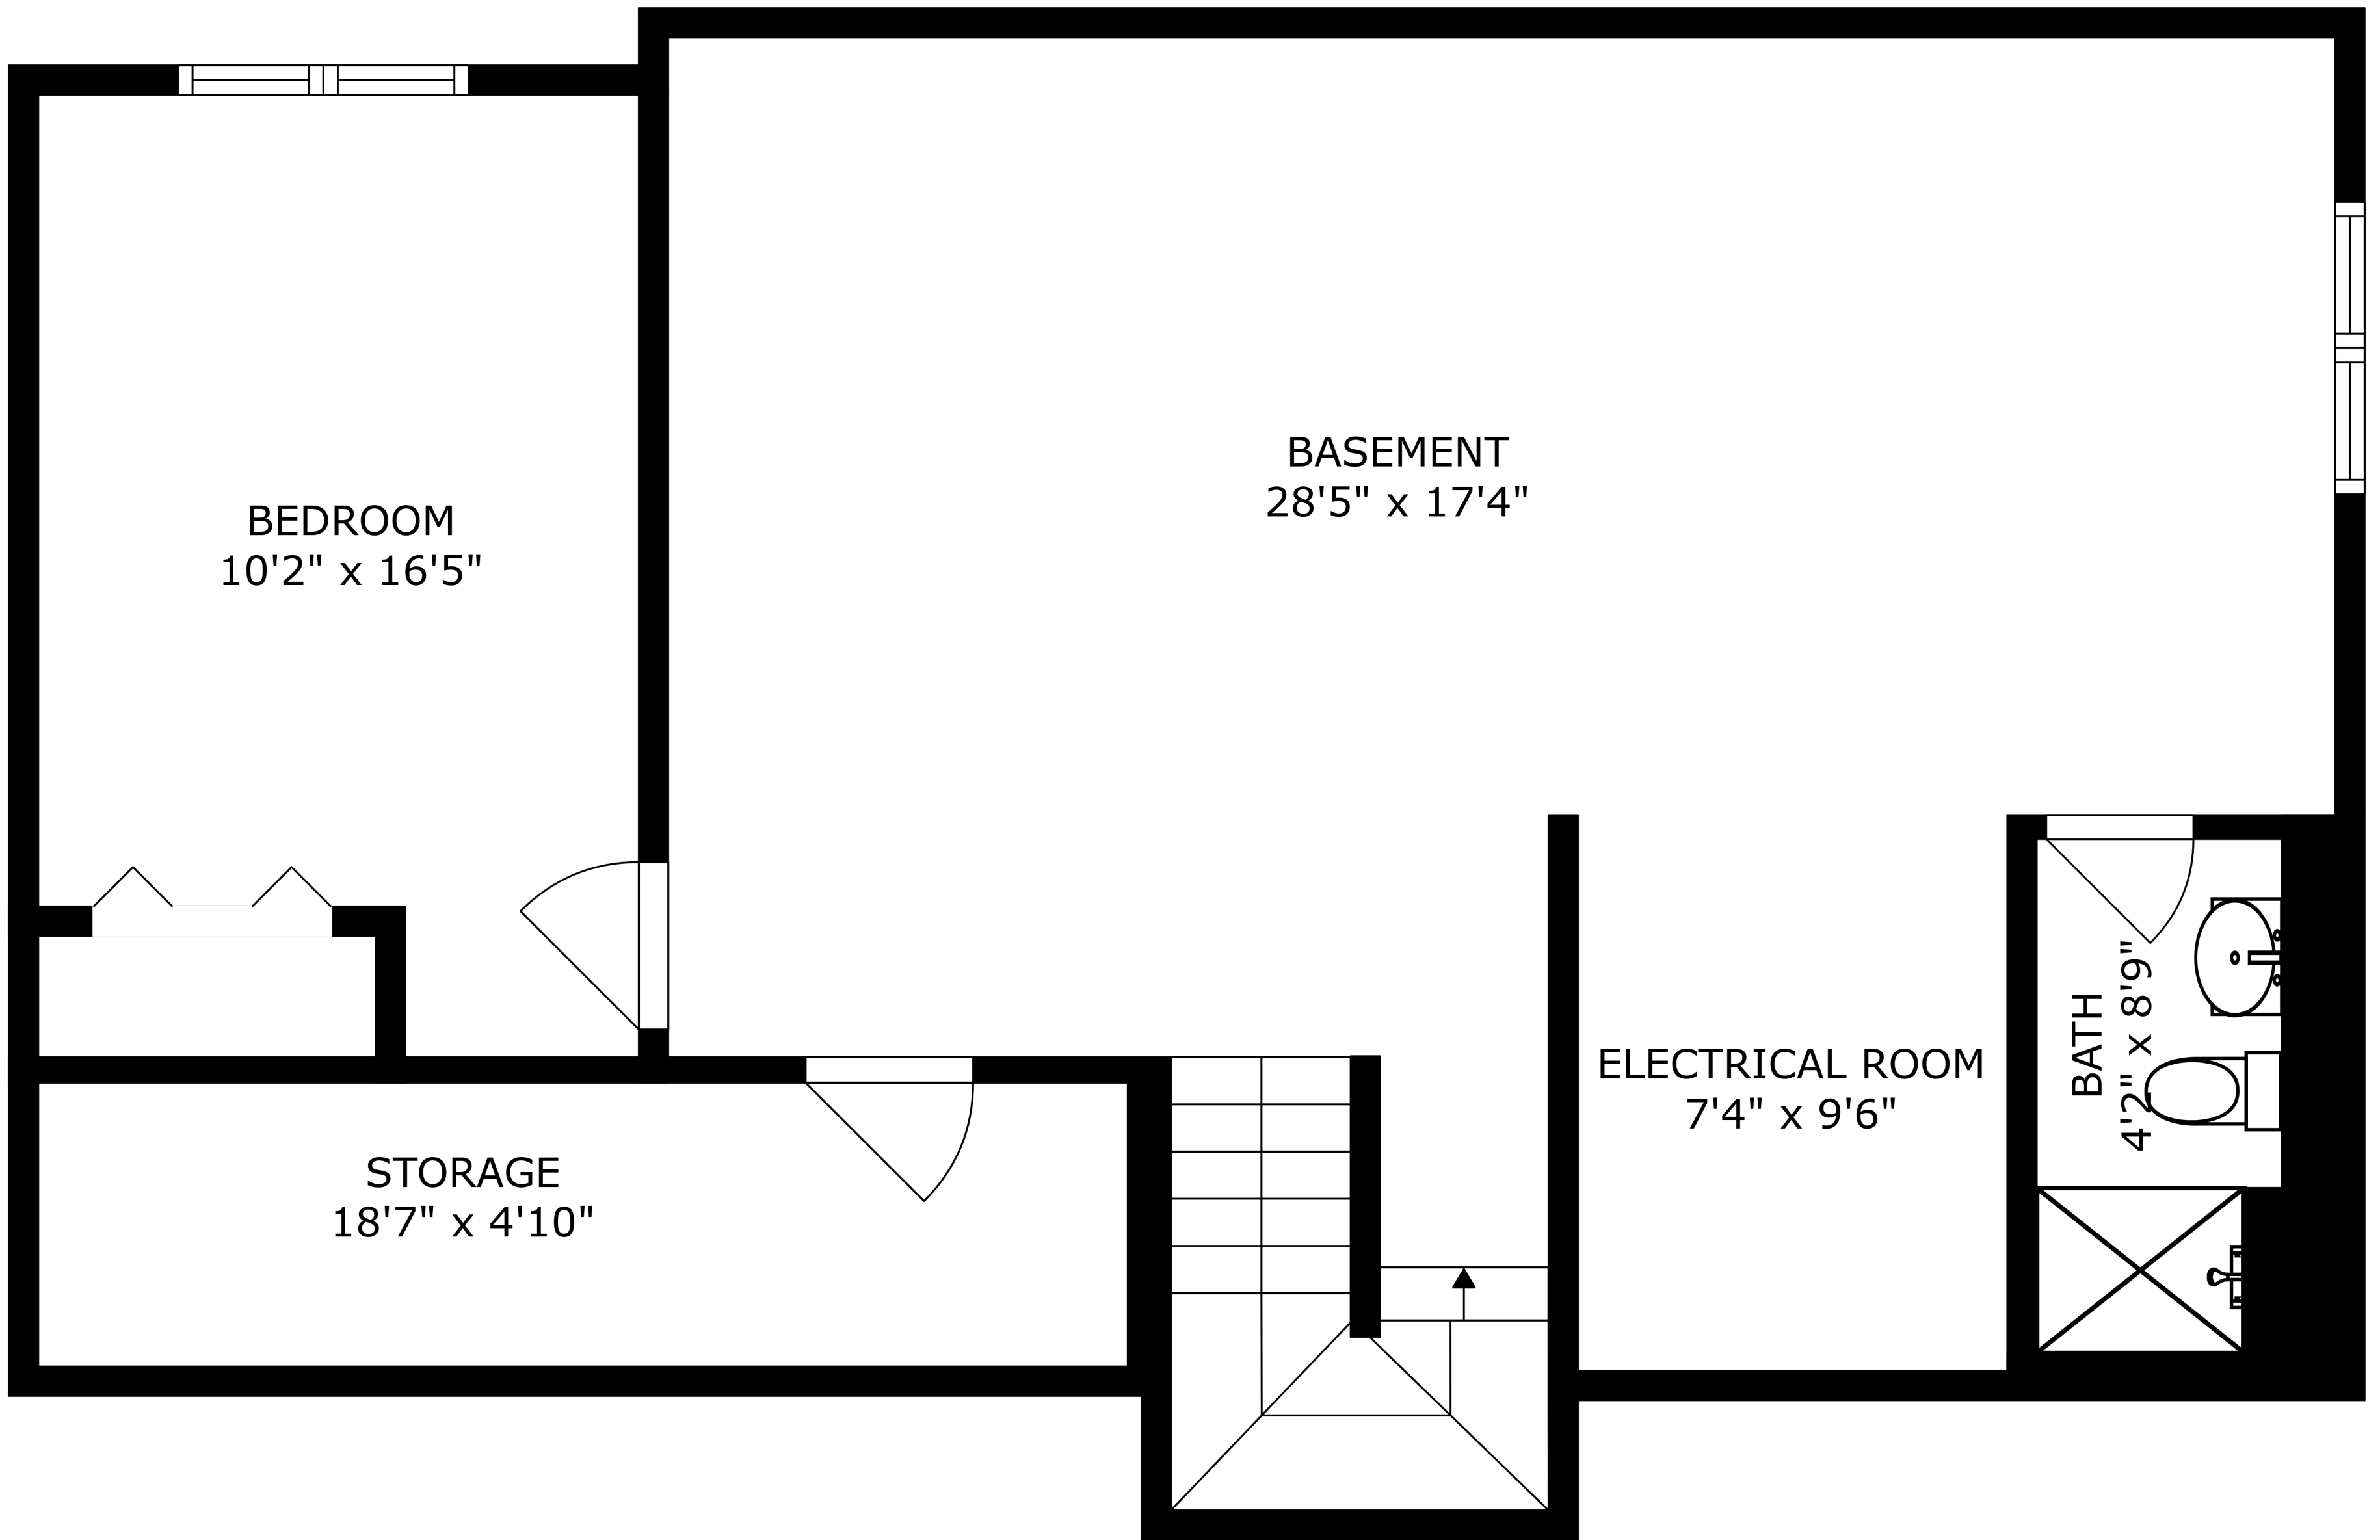 BASEMENT
28'5" x 17'4"
BEDROOM
10'2" x 16'5"
ELECTRICAL ROOM
7'4" x 9'6"
BATH
4'2" x 8'9"
STORAGE
18'7" x 4'10"